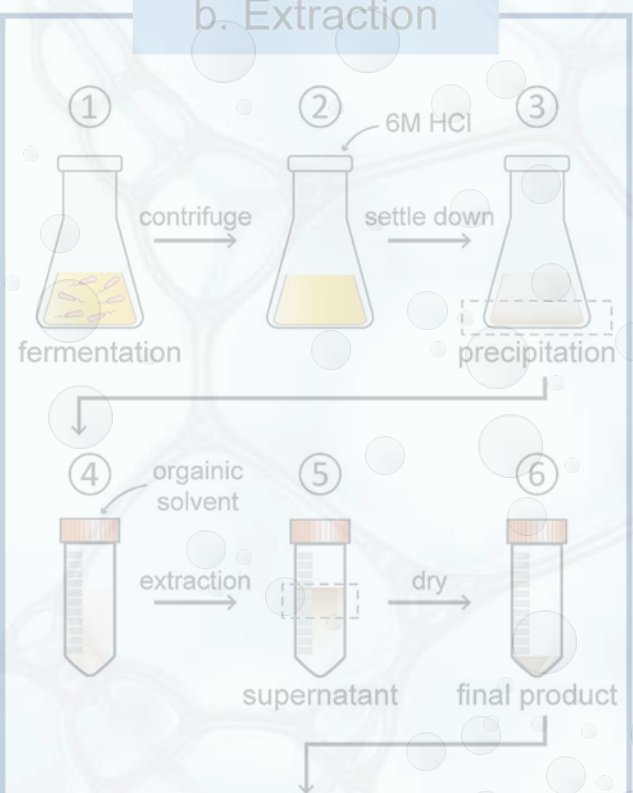 b. Extraction
① ② ③
6M HCl
contrifuge settle down
fermentation precipitation
④ ⑤ ⑥
orgainic
solvent
extraction dry
supernatant final product